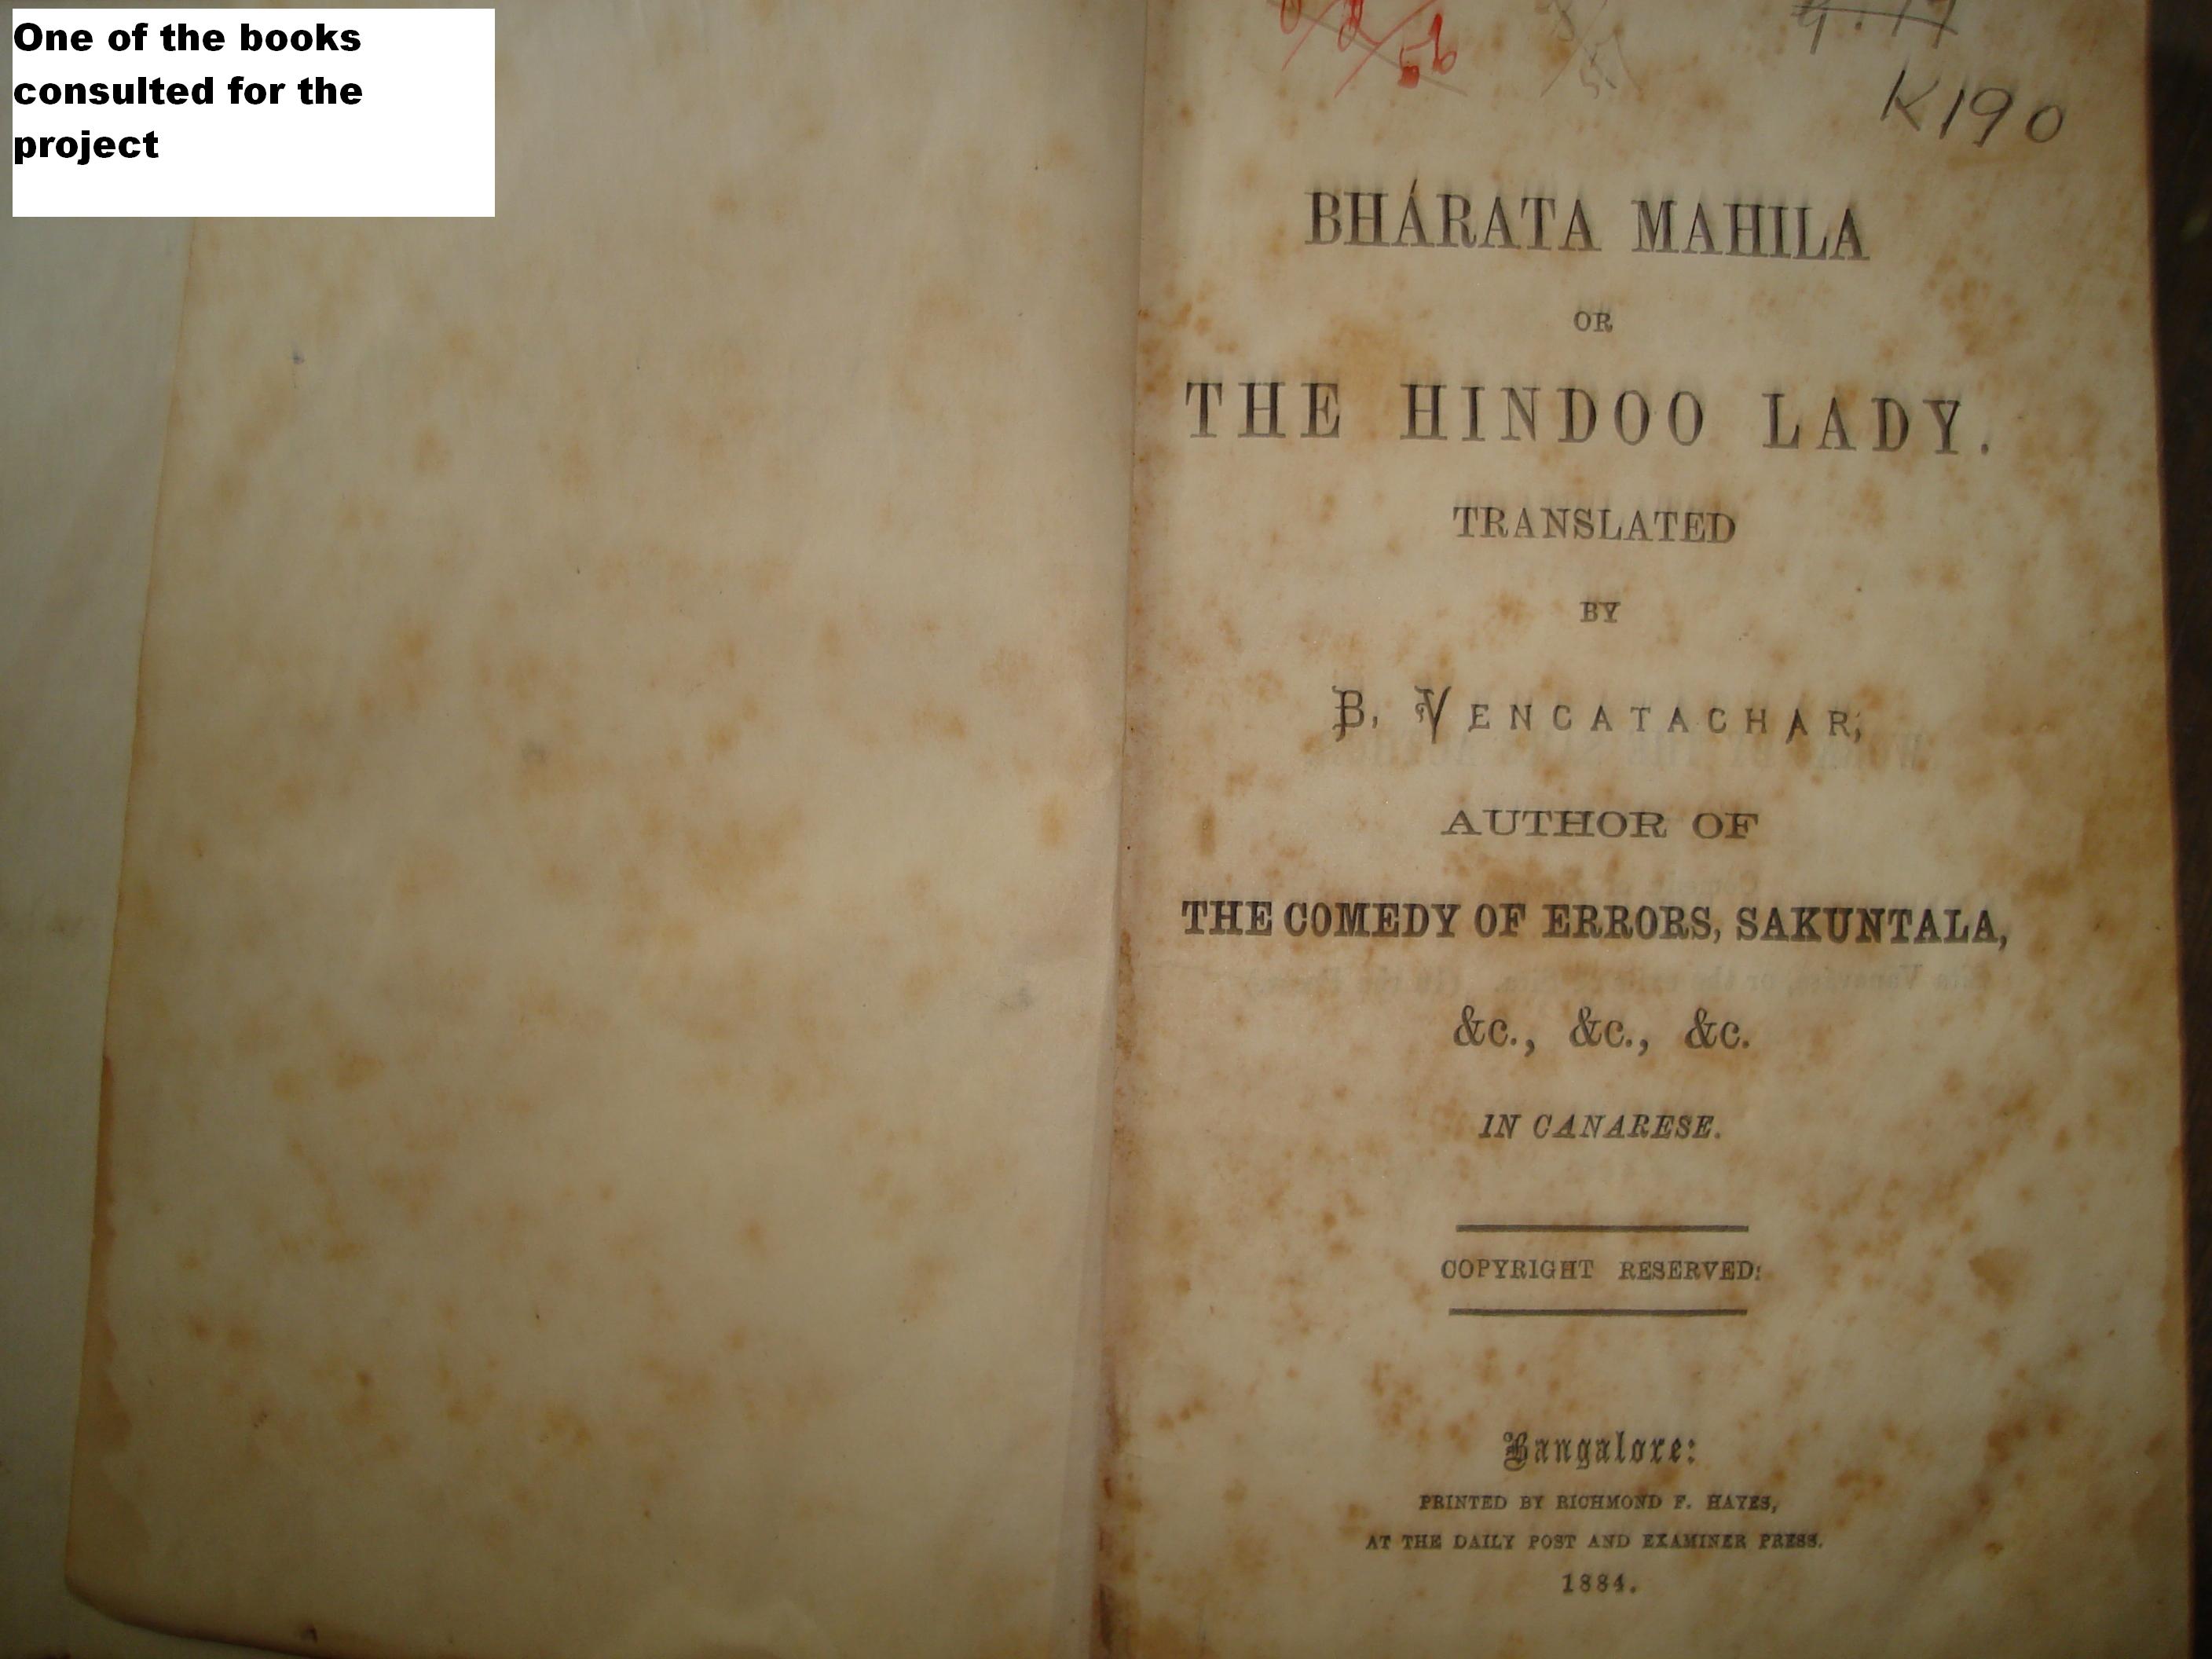 One of the books
consulted for the
project
K190
BHÁRATA MAHILA
OR
THE HINDOO LADY.
TRANSLATED
BY
B. VENCATACHAR,
AUTHOR OF
THE COMEDY OF ERRORS, SAKUNTALA,
&c., &c., &c.
IN CANARESE.
COPYRIGHT RESERVED:
Bangalore:
PRINTED BY RICHMOND F. HAYES,
AT THE DAILY POST AND EXAMINER PRESS.
1884.